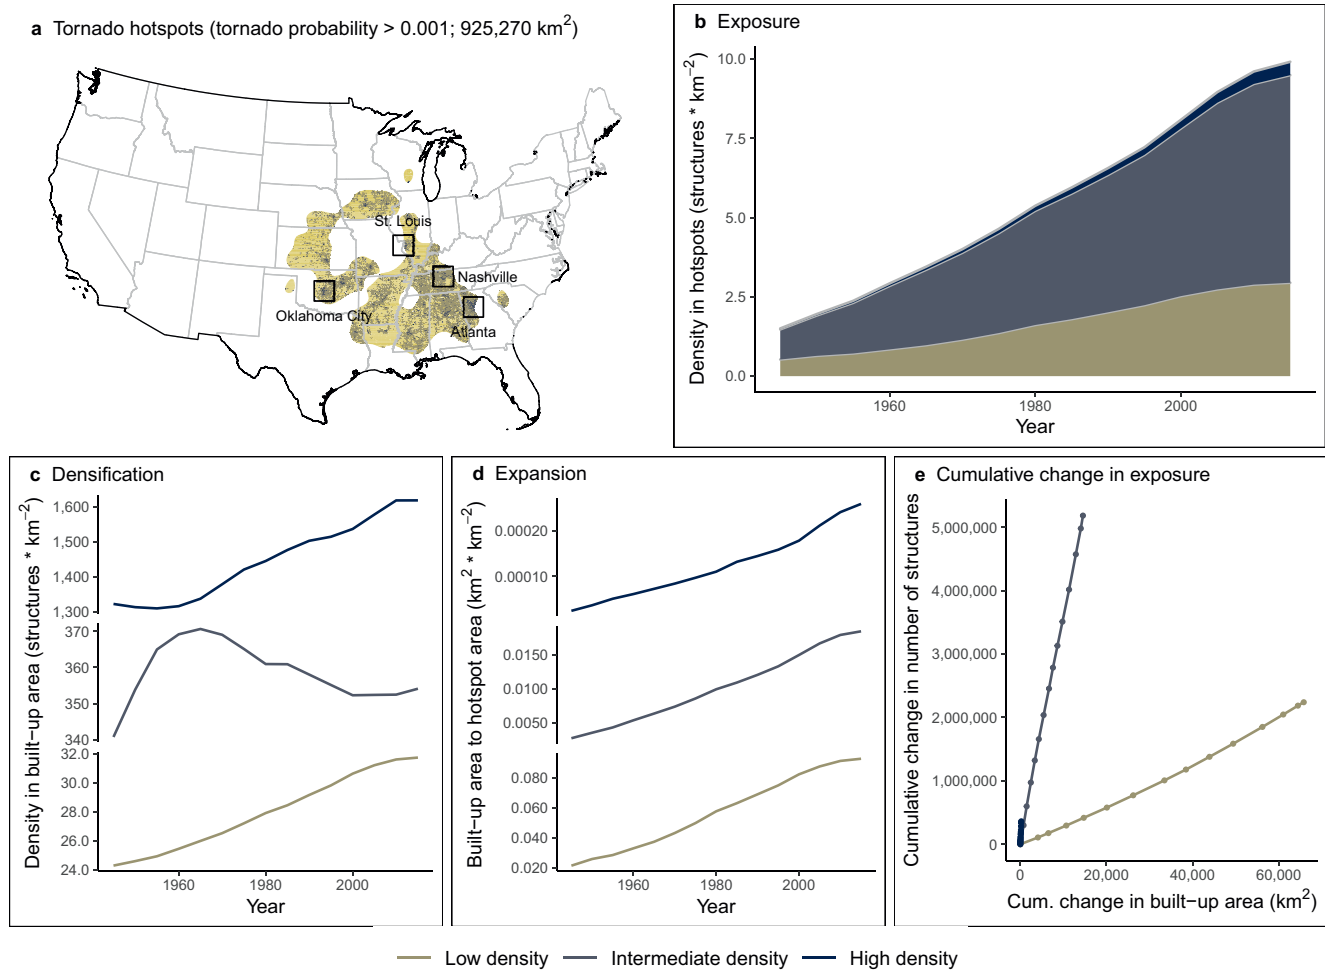 a Tornado hotspots (tornado probability > 0.001; 925,270 km²)
St. Louis
Nashville
Oklahoma City
Atlanta
b Exposure
Density in hotspots (structures * km⁻²)
10.0
7.5
5.0
2.5
0.0
1960
1980
2000
Year
c Densification
Density in built−up area (structures * km⁻²)
1,600
1,500
1,400
1,300
370
360
350
340
32.0
30.0
28.0
26.0
24.0
1960
1980
2000
Year
d Expansion
Built−up area to hotspot area (km² * km⁻²)
0.00020
0.00010
0.0150
0.0100
0.0050
0.080
0.060
0.040
0.020
1960
1980
2000
Year
e Cumulative change in exposure
Cumulative change in number of structures
5,000,000
4,000,000
3,000,000
2,000,000
1,000,000
0
0
20,000
40,000
60,000
Cum. change in built−up area (km²)
Low density
Intermediate density
High density